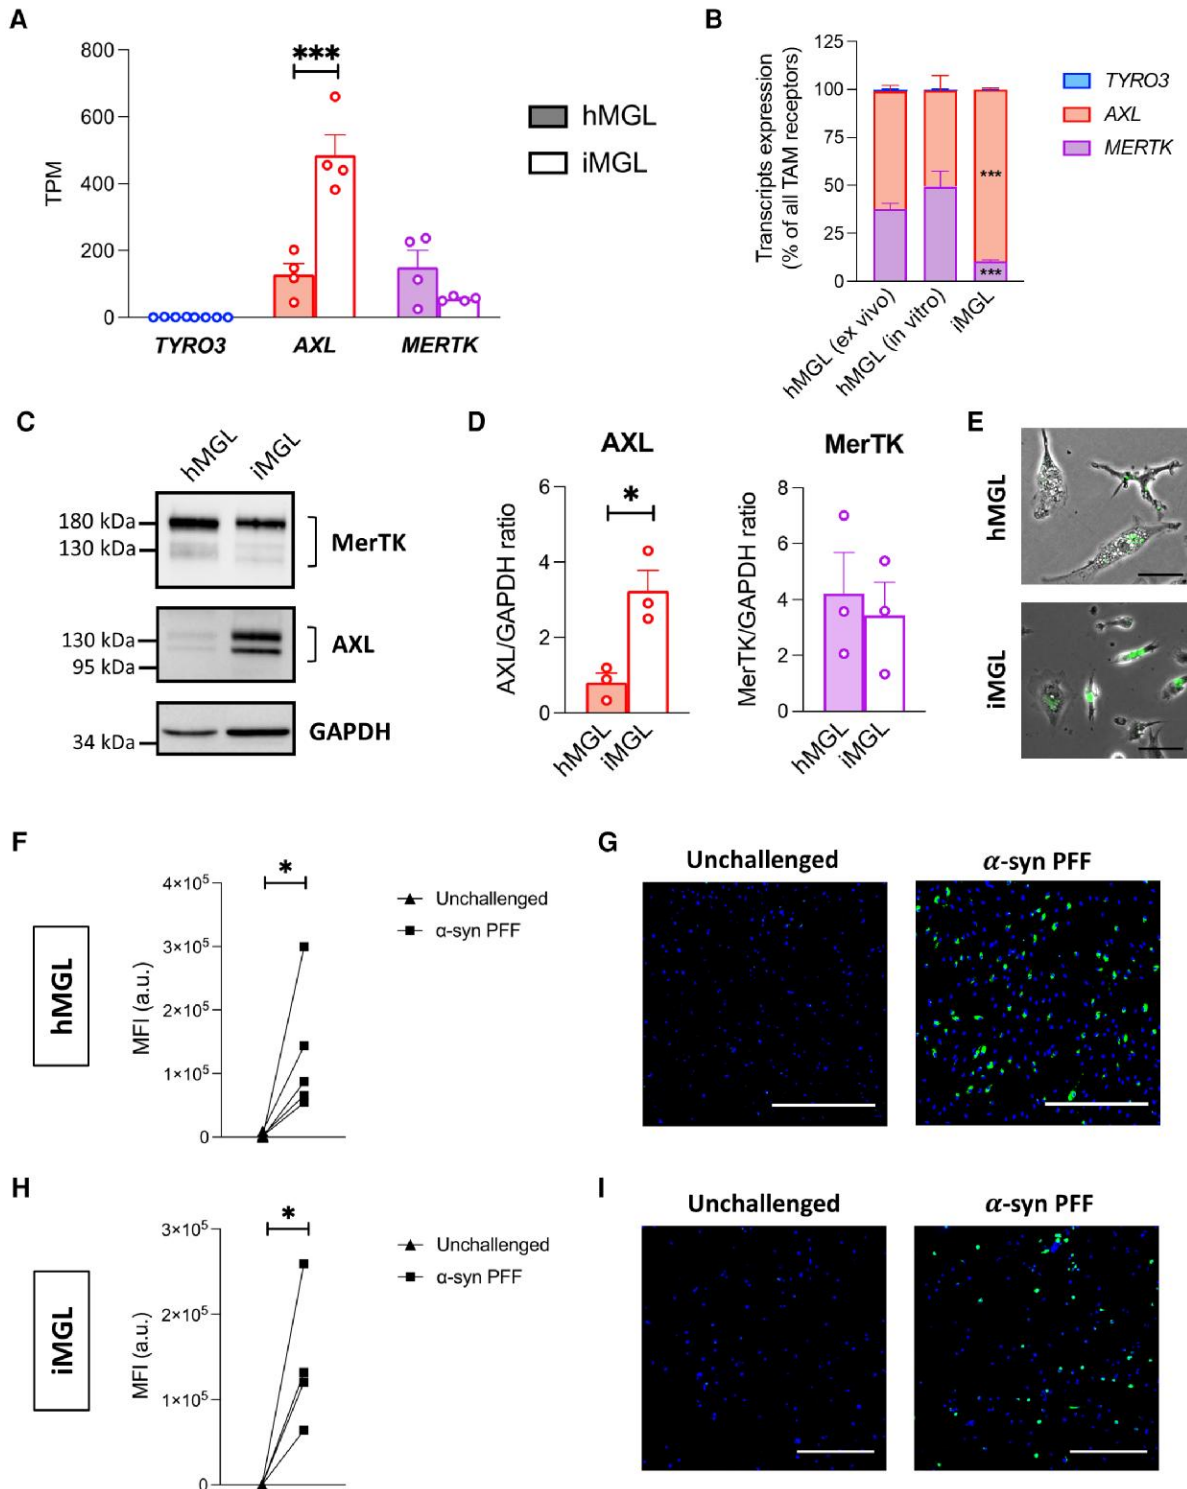 A
TPM
800
600
400
200
0
***
TYRO3
AXL
MERTK
hMGL
iMGL
B
Transcripts expression
(% of all TAM receptors)
125
100
75
50
25
0
***
***
hMGL (ex vivo)
hMGL (in vitro)
iMGL
TYRO3
AXL
MERTK
C
hMGL
iMGL
180 kDa
130 kDa
MerTK
130 kDa
95 kDa
AXL
34 kDa
GAPDH
D
AXL
AXL/GAPDH ratio
6
4
2
0
*
hMGL
iMGL
MerTK
MerTK/GAPDH ratio
8
6
4
2
0
hMGL
iMGL
E
hMGL
iMGL
F
hMGL
MFI (a.u.)
4×10⁵
3×10⁵
2×10⁵
1×10⁵
0
*
Unchallenged
α-syn PFF
G
Unchallenged
α-syn PFF
H
iMGL
MFI (a.u.)
3×10⁵
2×10⁵
1×10⁵
0
*
Unchallenged
α-syn PFF
I
Unchallenged
α-syn PFF